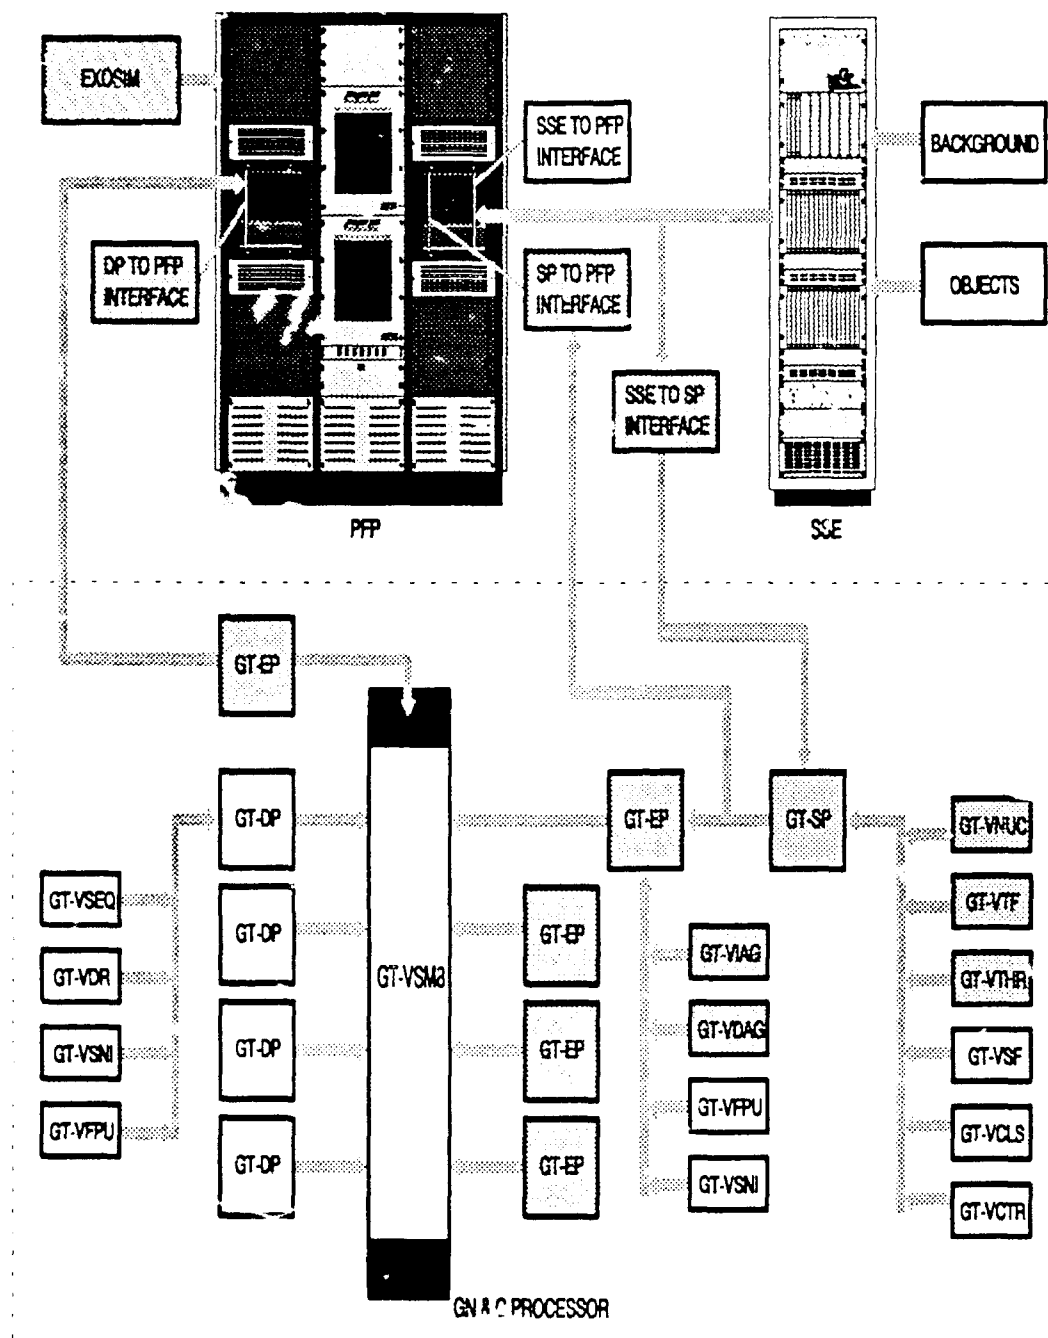 EXOSIM
SSE TO PFP
INTERFACE
BACKGROUND
DP TO PFP
INTERFACE
SP TO PFP
INTERFACE
OBJECTS
SSE TO SP
INTERFACE
PFP
SSE
GT-EP
GT-DP
GT-EP
GT-SP
GT-VNUC
GT-VSEQ
GT-DP
GT-EP
GT-VTF
GT-VIAG
GT-VDR
GT-VSM8
GT-VTHR
GT-VSNI
GT-DP
GT-EP
GT-VDAG
GT-VSF
GT-VFPU
GT-VFPU
GT-VCLS
GT-DP
GT-EP
GT-VSNI
GT-VCTR
GN & C PROCESSOR